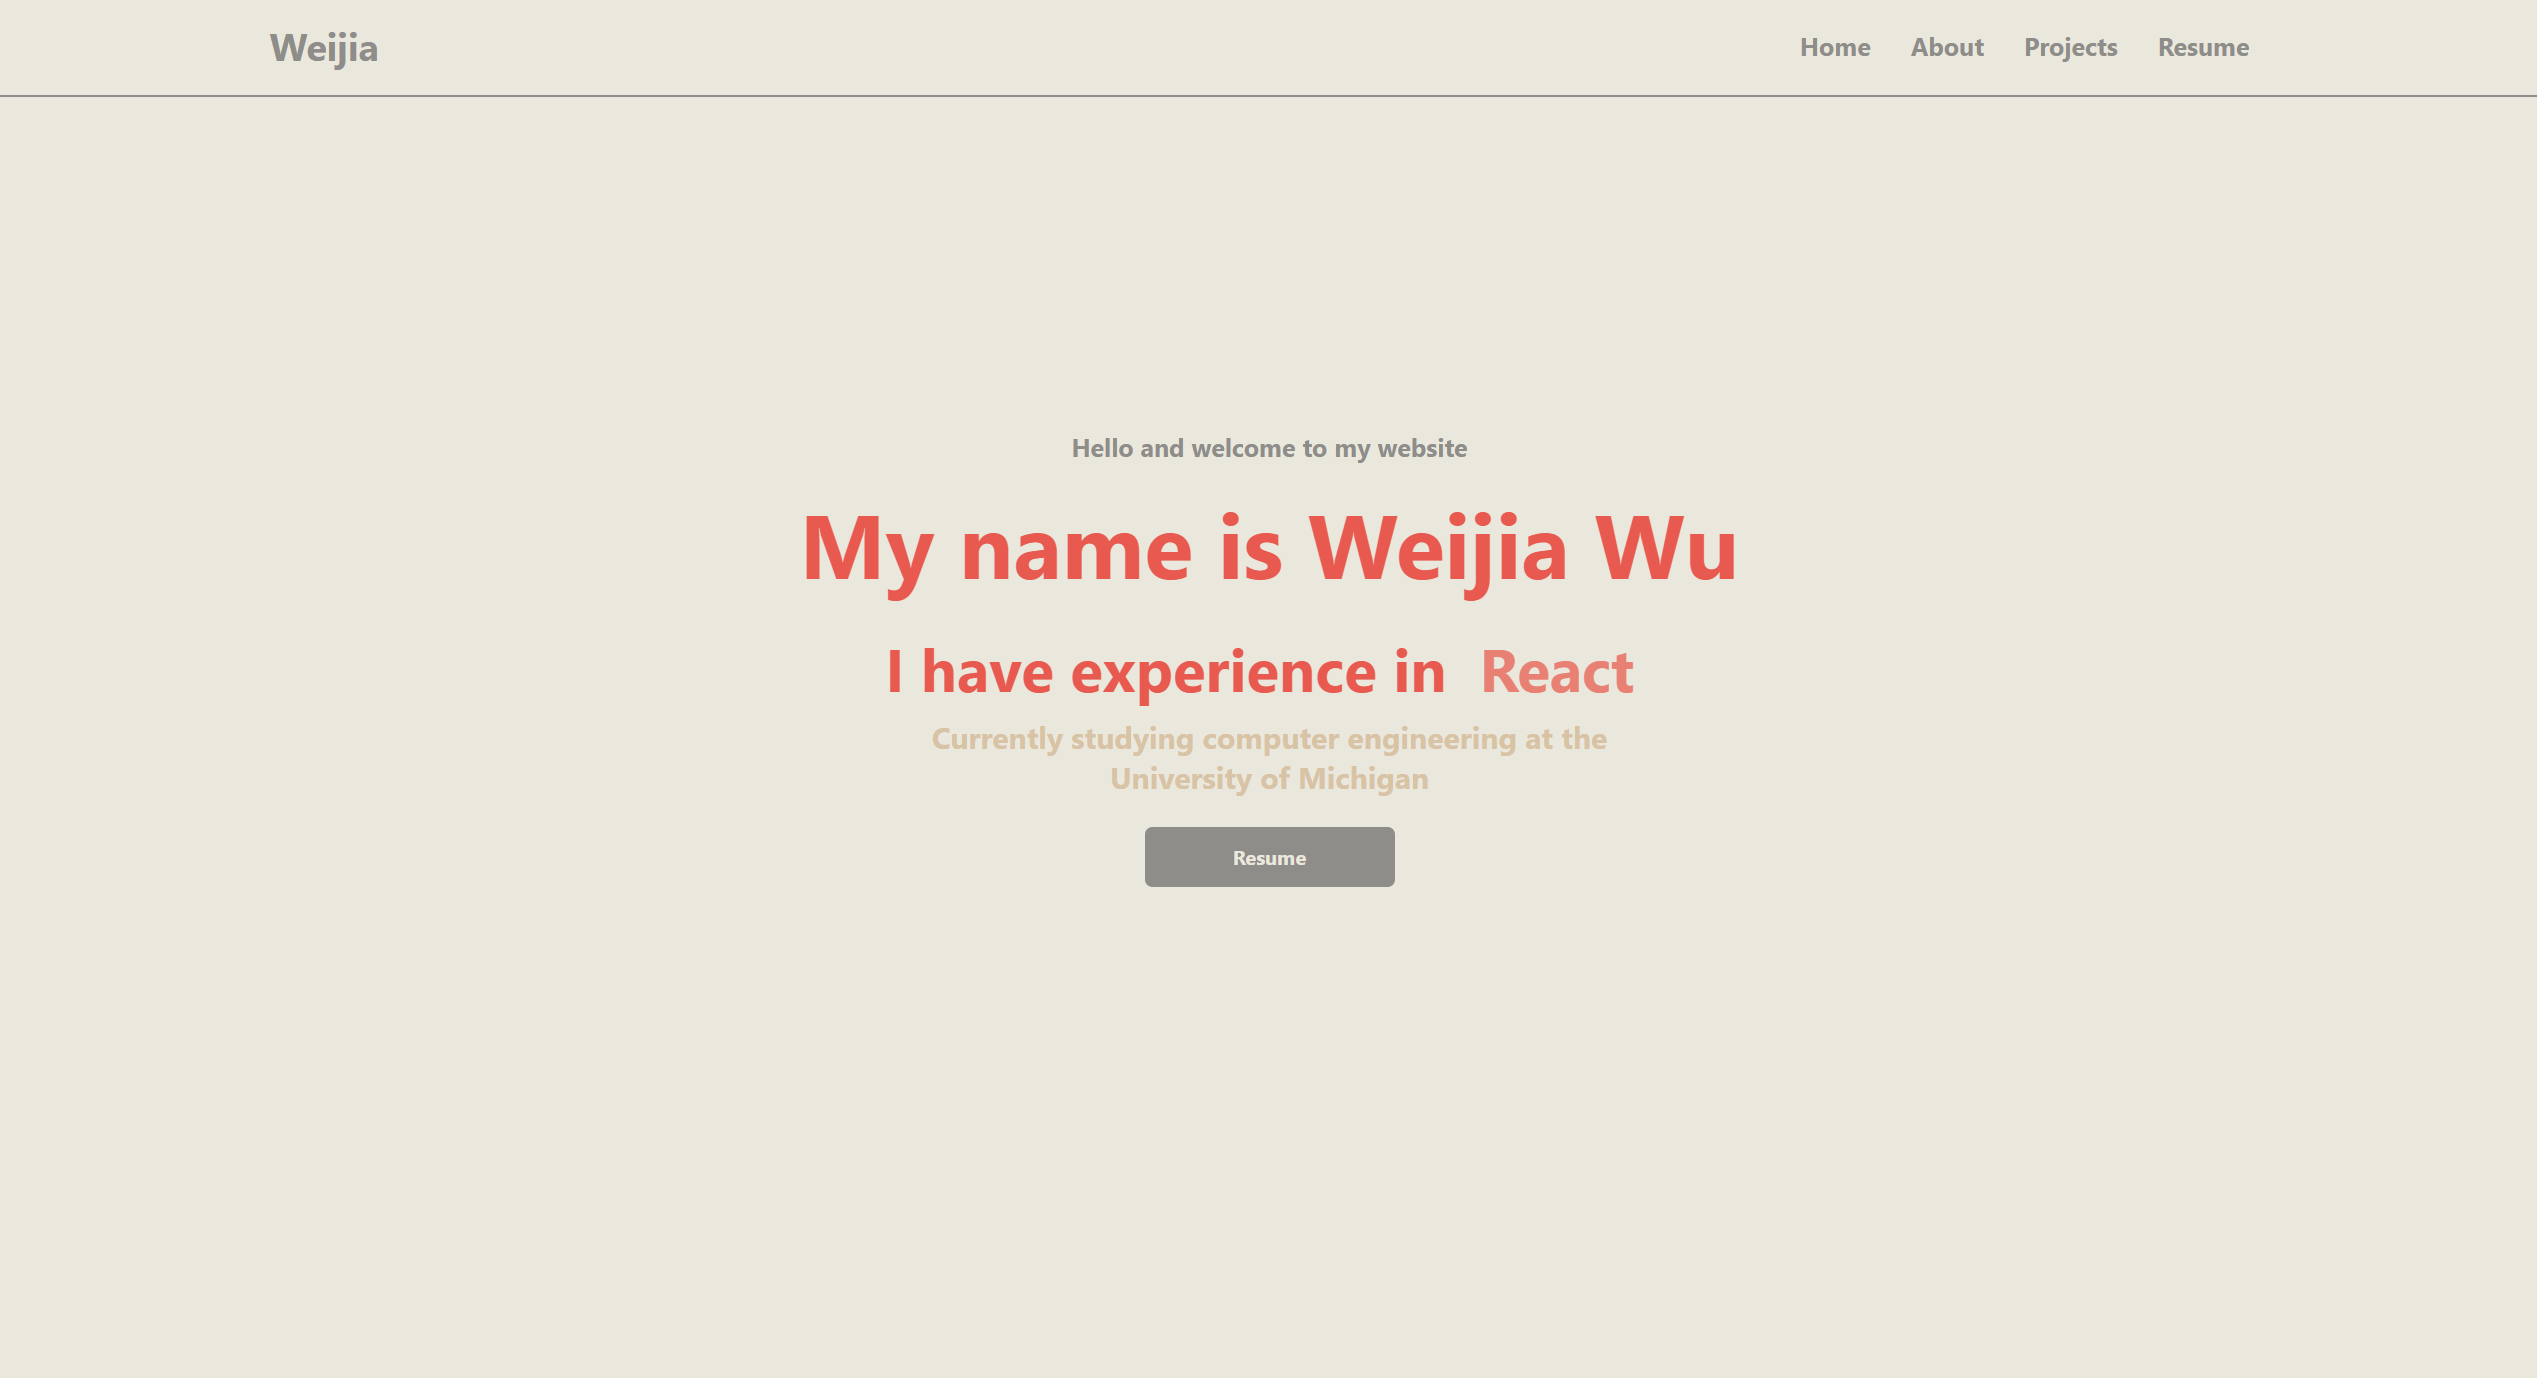 Weijia
Home About Projects Resume
Hello and welcome to my website
My name is Weijia Wu
I have experience in React
Currently studying computer engineering at the
University of Michigan
Resume